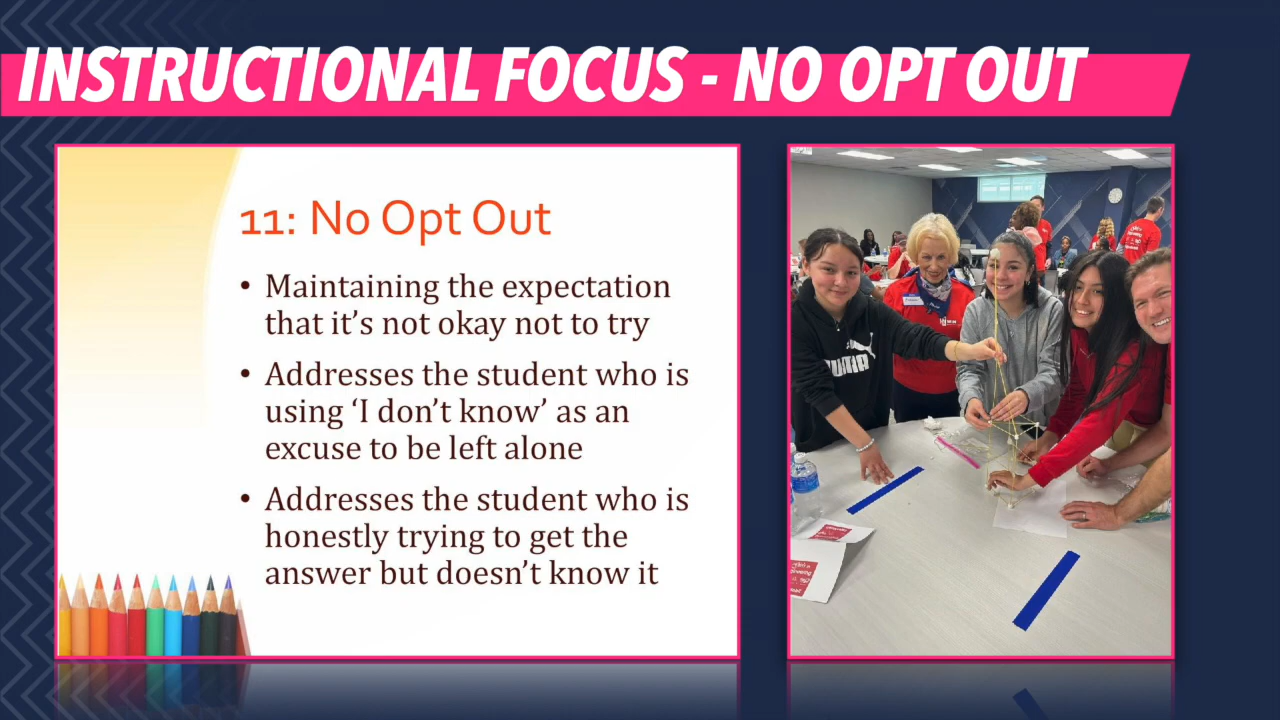 INSTRUCTIONAL FOCUS - NO OPT OUT
11: No Opt Out
• Maintaining the expectation
that it's not okay not to try
• Addresses the student who is
using ‘I don’t know’ as an
excuse to be left alone
• Addresses the student who is
honestly trying to get the
answer but doesn’t know it
PUMA